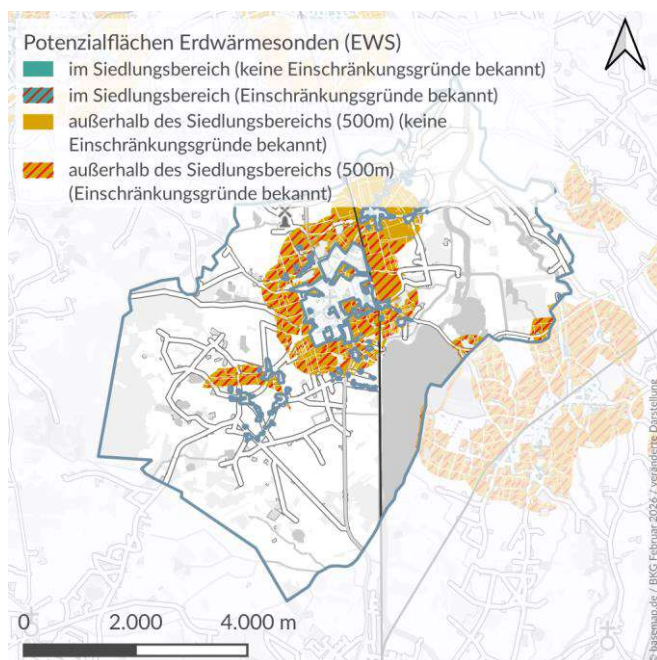 Potenzialflächen Erdwärmesonden (EWS)
im Siedlungsbereich (keine Einschränkungsgründe bekannt)
im Siedlungsbereich (Einschränkungsgründe bekannt)
außerhalb des Siedlungsbereichs (500m) (keine
Einschränkungsgründe bekannt)
außerhalb des Siedlungsbereichs (500m)
(Einschränkungsgründe bekannt)
0 2.000 4.000 m
© basemap.de / BKG Februar 2026 / veränderte Darstellung